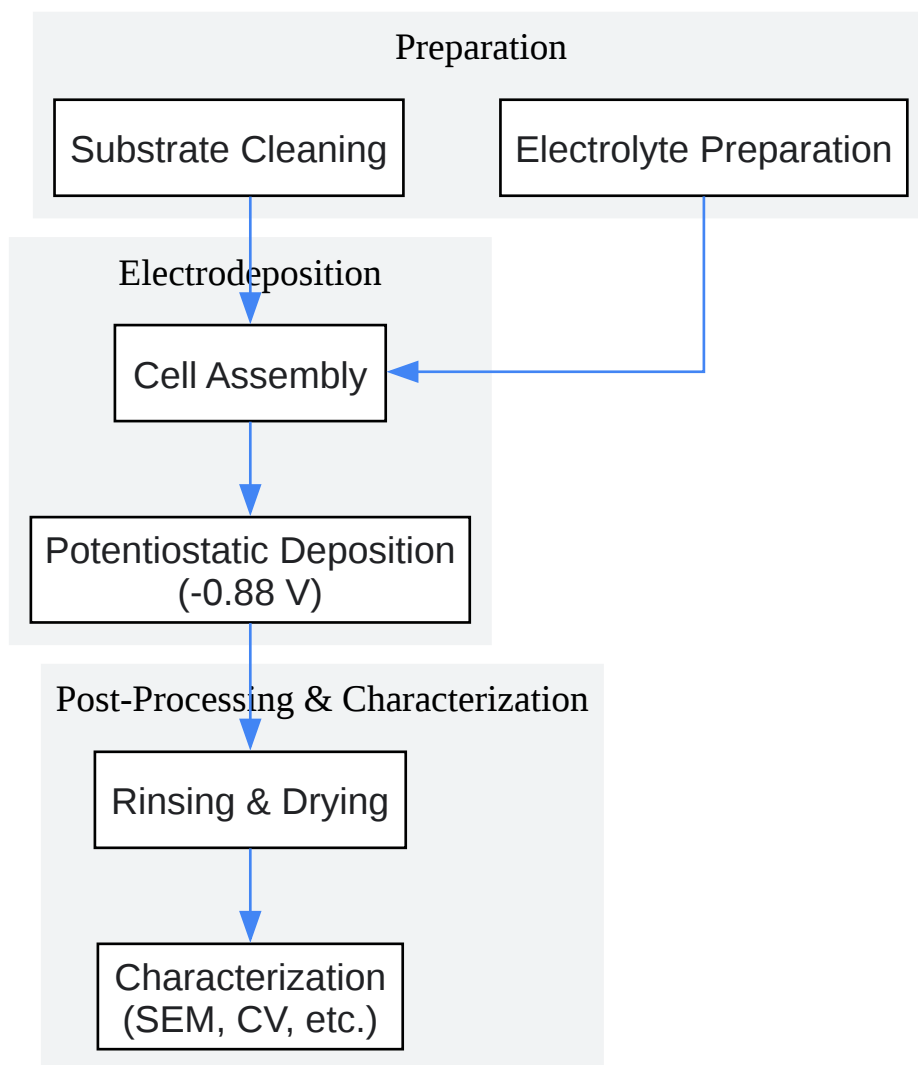 Preparation
Substrate Cleaning
Electrolyte Preparation
Electrodeposition
Cell Assembly
Potentiostatic Deposition
(-0.88 V)
Post-Processing & Characterization
Rinsing & Drying
Characterization
(SEM, CV, etc.)